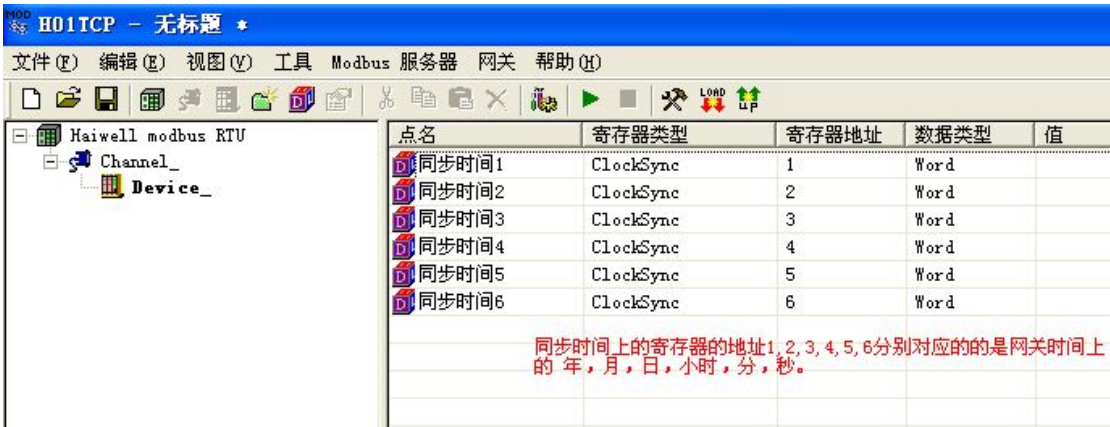 H01TCP - 无标题 *
文件(F) 编辑(E) 视图(V) 工具 Modbus 服务器 网关 帮助(H)
LOAD UP
Haiwell modbus RTU
Channel_
Device_
点名 寄存器类型 寄存器地址 数据类型 值
同步时间1 ClockSync 1 Word
同步时间2 ClockSync 2 Word
同步时间3 ClockSync 3 Word
同步时间4 ClockSync 4 Word
同步时间5 ClockSync 5 Word
同步时间6 ClockSync 6 Word
同步时间上的寄存器的地址1,2,3,4,5,6分别对应的的是网关时间上
的 年，月，日，小时，分，秒。